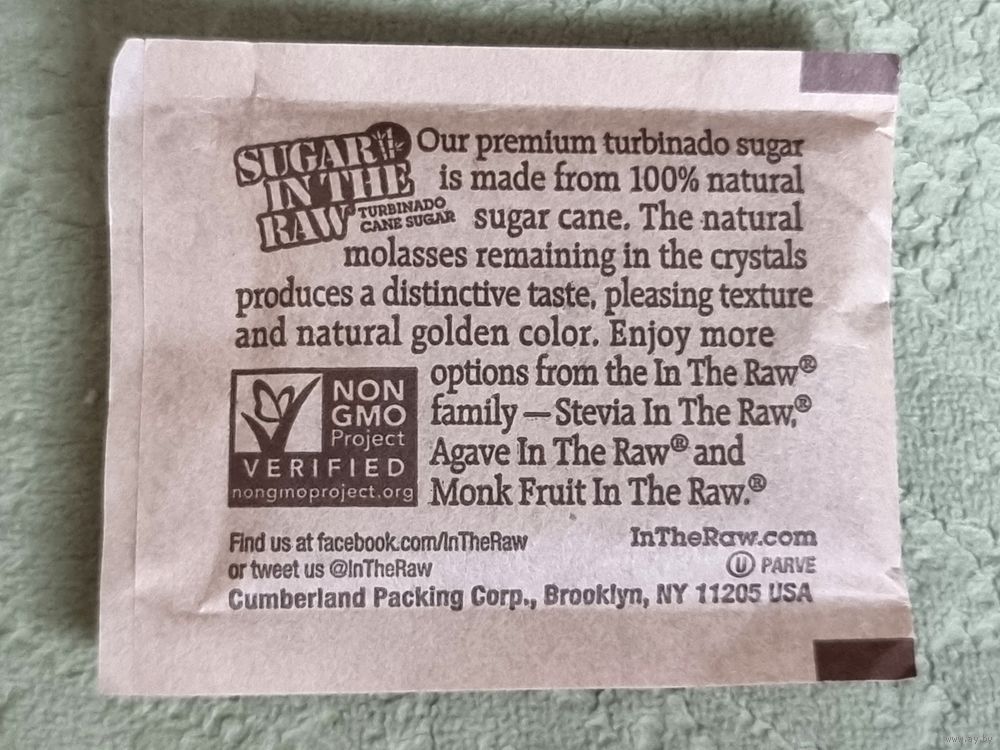 SUGAR
IN THE
RAW
TURBINADO
CANE SUGAR
Our premium turbinado sugar
is made from 100% natural
sugar cane. The natural
molasses remaining in the crystals
produces a distinctive taste, pleasing texture
and natural golden color. Enjoy more
options from the In The Raw®
family — Stevia In The Raw,®
Agave In The Raw® and
Monk Fruit In The Raw.®
NON
GMO
Project
VERIFIED
nongmoproject.org
Find us at facebook.com/InTheRaw
or tweet us @InTheRaw
InTheRaw.com
U PARVE
Cumberland Packing Corp., Brooklyn, NY 11205 USA
www.ay.by